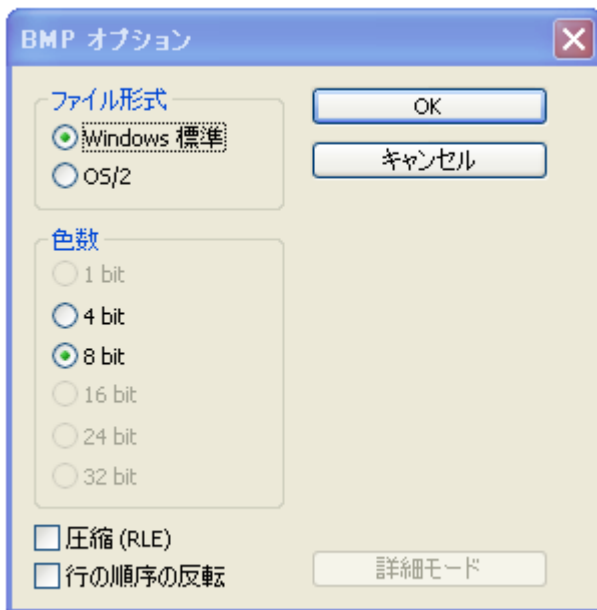 BMP オプション
ファイル形式
Windows 標準
OS/2
OK
キャンセル
色数
1 bit
4 bit
8 bit
16 bit
24 bit
32 bit
圧縮 (RLE)
行の順序の反転
詳細モード